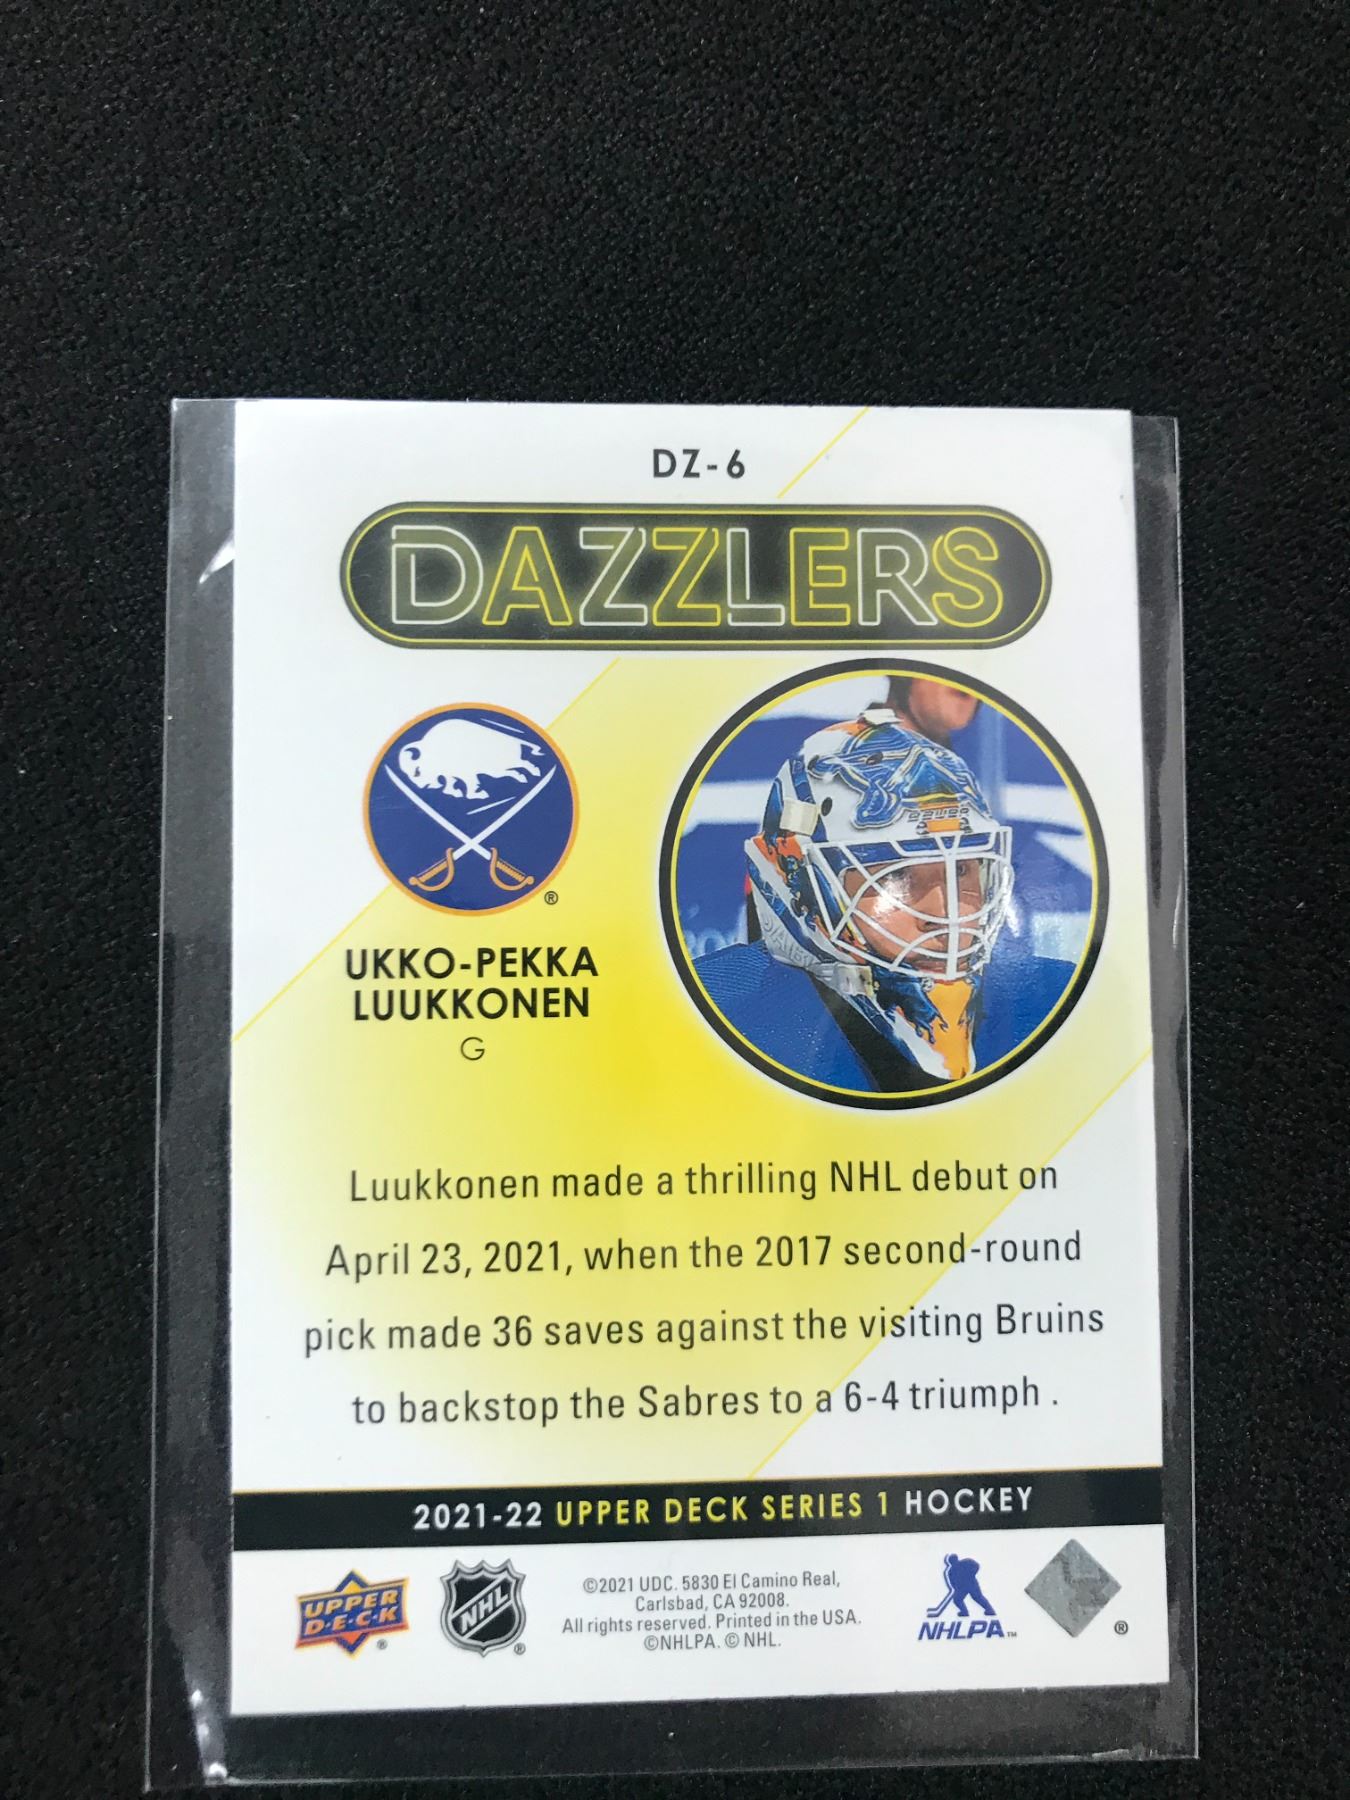 DZ-6
DAZZLERS
®
UKKO-PEKKA
LUUKKONEN
G
Luukkonen made a thrilling NHL debut on
April 23, 2021, when the 2017 second-round
pick made 36 saves against the visiting Bruins
to backstop the Sabres to a 6-4 triumph .
2021-22 UPPER DECK SERIES 1 HOCKEY
UPPER
D·E·C·K
®
NHL
®
©2021 UDC. 5830 El Camino Real,
Carlsbad, CA 92008.
All rights reserved. Printed in the USA.
©NHLPA. © NHL.
NHLPA™
®